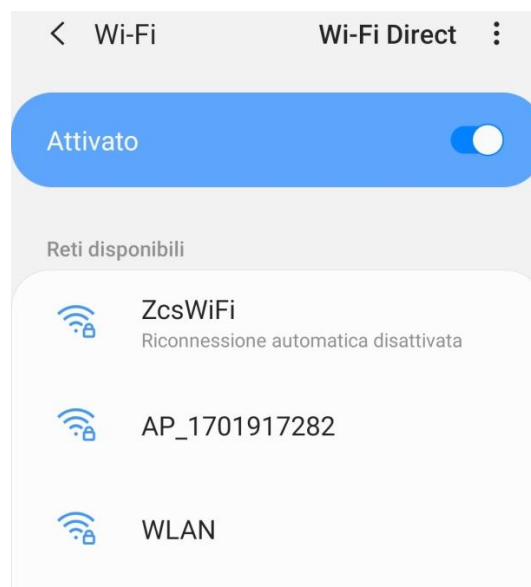 Wi-Fi Wi-Fi Direct
Attivato
Reti disponibili
ZcsWiFi
Riconnessione automatica disattivata
AP_1701917282
WLAN